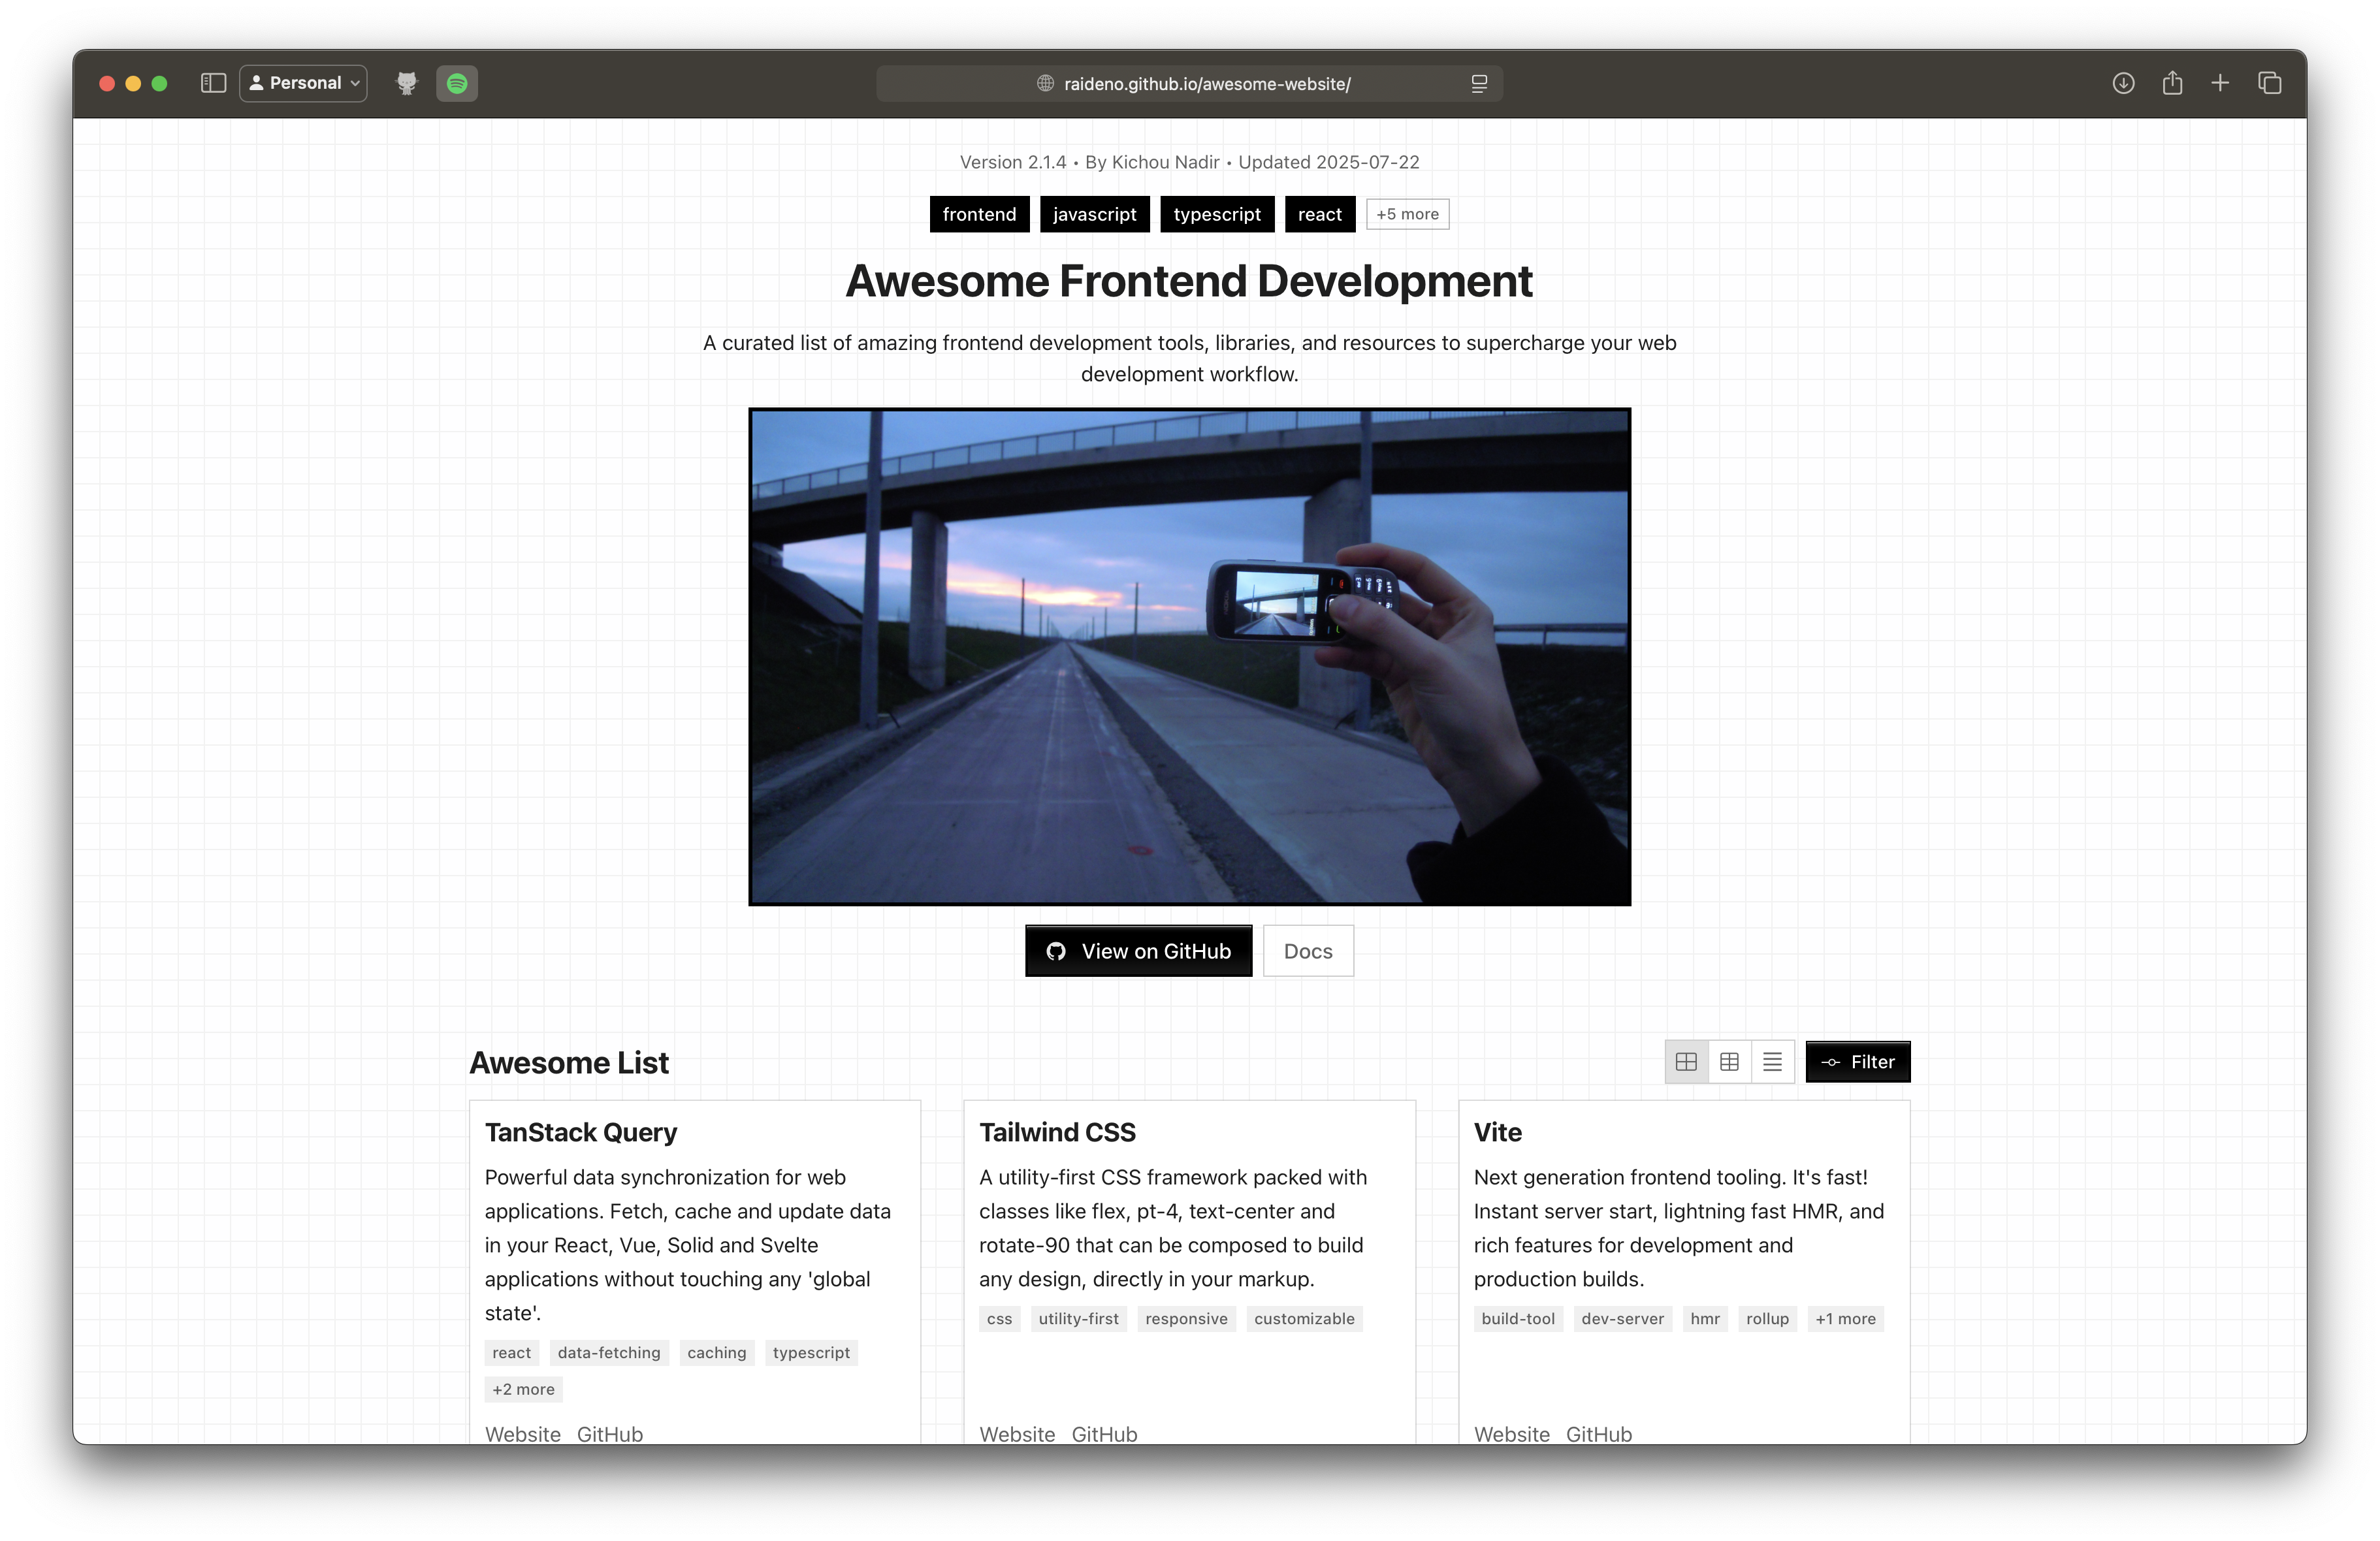 Personal
raideno.github.io/awesome-website/
Version 2.1.4 • By Kichou Nadir • Updated 2025-07-22
frontend javascript typescript react +5 more
Awesome Frontend Development
A curated list of amazing frontend development tools, libraries, and resources to supercharge your web
development workflow.
View on GitHub Docs
Awesome List
Filter
TanStack Query
Powerful data synchronization for web
applications. Fetch, cache and update data
in your React, Vue, Solid and Svelte
applications without touching any 'global
state'.
react data-fetching caching typescript
+2 more
Website GitHub
Tailwind CSS
A utility-first CSS framework packed with
classes like flex, pt-4, text-center and
rotate-90 that can be composed to build
any design, directly in your markup.
css utility-first responsive customizable
Website GitHub
Vite
Next generation frontend tooling. It's fast!
Instant server start, lightning fast HMR, and
rich features for development and
production builds.
build-tool dev-server hmr rollup +1 more
Website GitHub